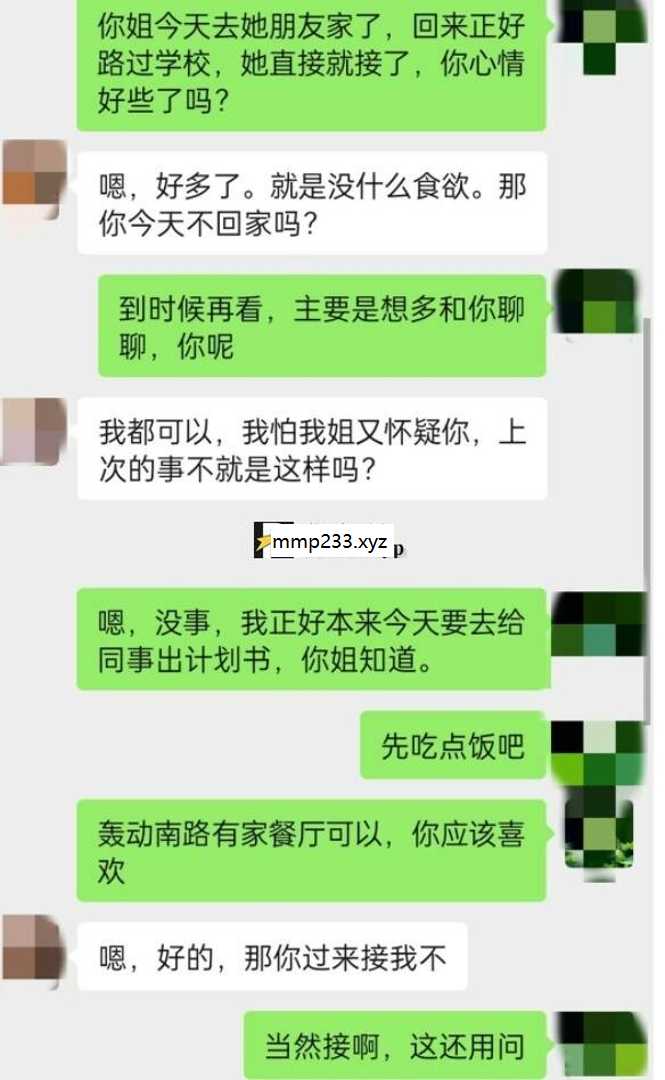 你姐今天去她朋友家了，回来正好
路过学校，她直接就接了，你心情
好些了吗？
嗯，好多了。就是没什么食欲。那
你今天不回家吗？
到时候再看，主要是想多和你聊
聊，你呢
我都可以，我怕我姐又怀疑你，上
次的事不就是这样吗？
mmp233.xyz
嗯，没事，我正好本来今天要去给
同事出计划书，你姐知道。
先吃点饭吧
轰动南路有家餐厅可以，你应该喜
欢
嗯，好的，那你过来接我不
当然接啊，这还用问